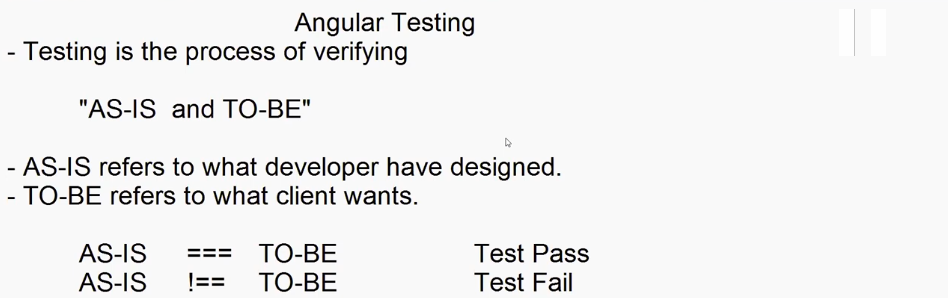 Angular Testing
- Testing is the process of verifying
"AS-IS and TO-BE"
- AS-IS refers to what developer have designed.
- TO-BE refers to what client wants.
AS-IS === TO-BE Test Pass
AS-IS !== TO-BE Test Fail